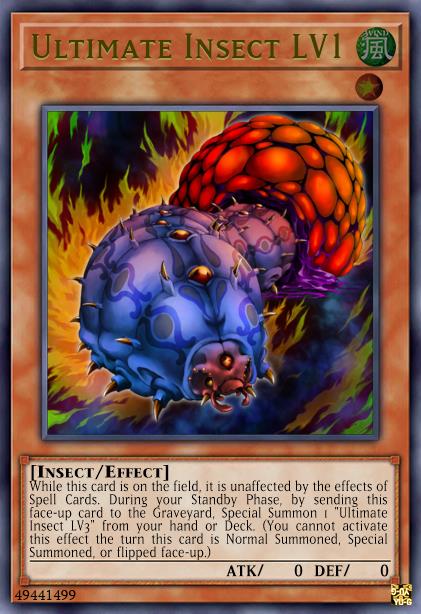 ULTIMATE INSECT LV1
WIND
風
[INSECT/EFFECT]
While this card is on the field, it is unaffected by the effects of
Spell Cards. During your Standby Phase, by sending this
face-up card to the Graveyard, Special Summon 1 "Ultimate
Insect LV3" from your hand or Deck. (You cannot activate
this effect the turn this card is Normal Summoned, Special
Summoned, or flipped face-up.)
ATK/ 0 DEF/ 0
49441499